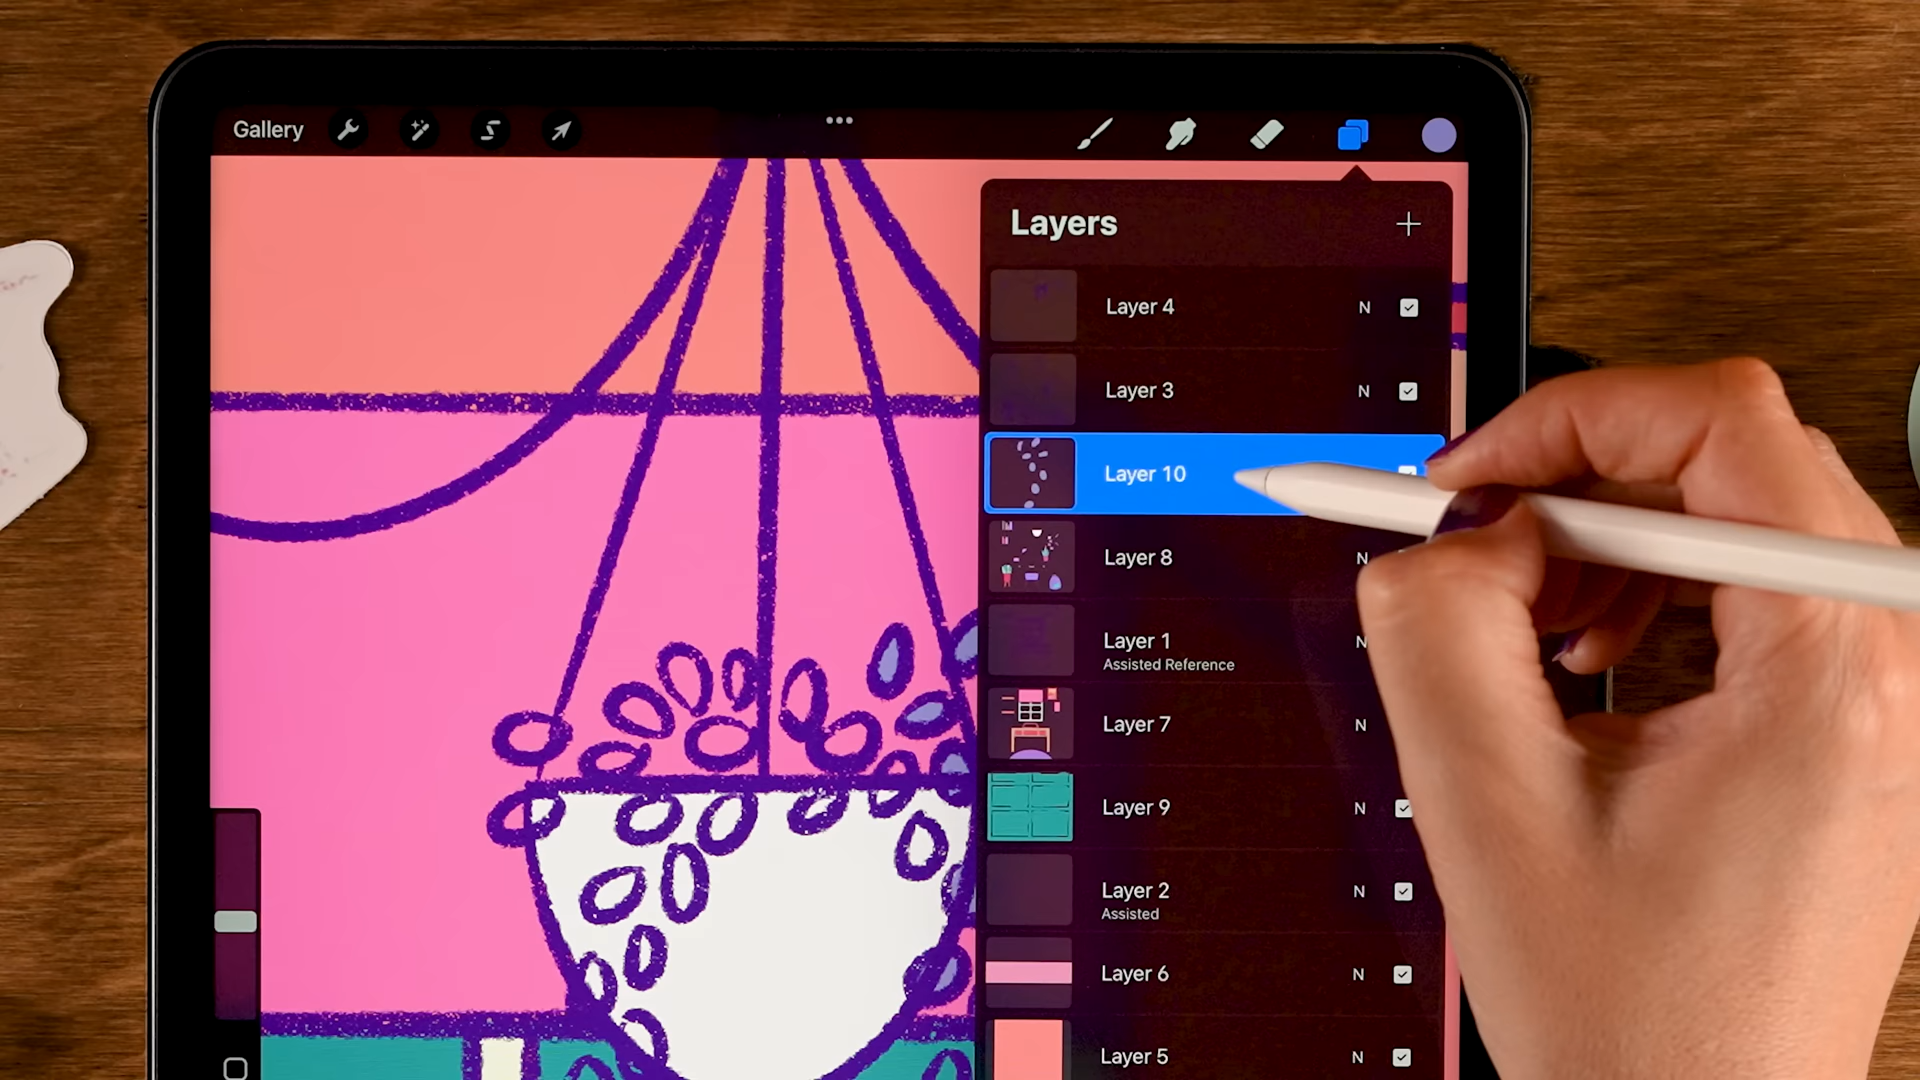 Gallery
Layers
Layer 4
N
Layer 3
N
Layer 10
Layer 8
N
Layer 1
N
Assisted Reference
Layer 7
N
Layer 9
N
Layer 2
N
Assisted
Layer 6
N
Layer 5
N